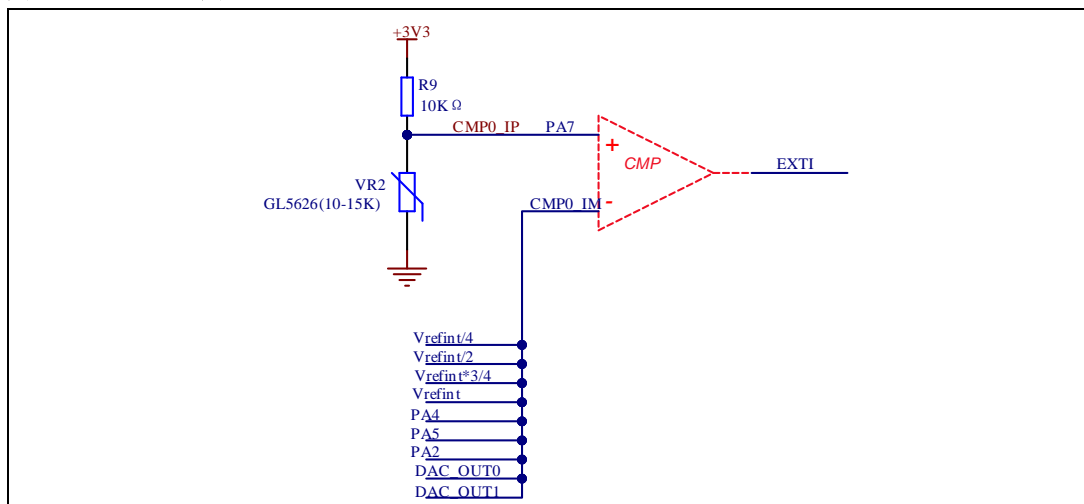 +3V3
R9
10K Ω
CMP0_IP PA7
+
CMP
EXTI
VR2
GL5626(10-15K)
CMP0_IM
-
Vrefint/4
Vrefint/2
Vrefint*3/4
Vrefint
PA4
PA5
PA2
DAC_OUT0
DAC_OUT1